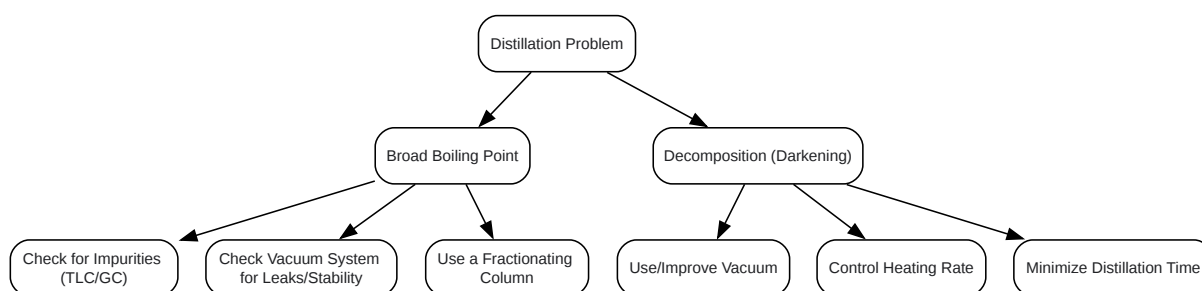 Distillation Problem
Broad Boiling Point
Decomposition (Darkening)
Check for Impurities
(TLC/GC)
Check Vacuum System
for Leaks/Stability
Use a Fractionating
Column
Use/Improve Vacuum
Control Heating Rate
Minimize Distillation Time